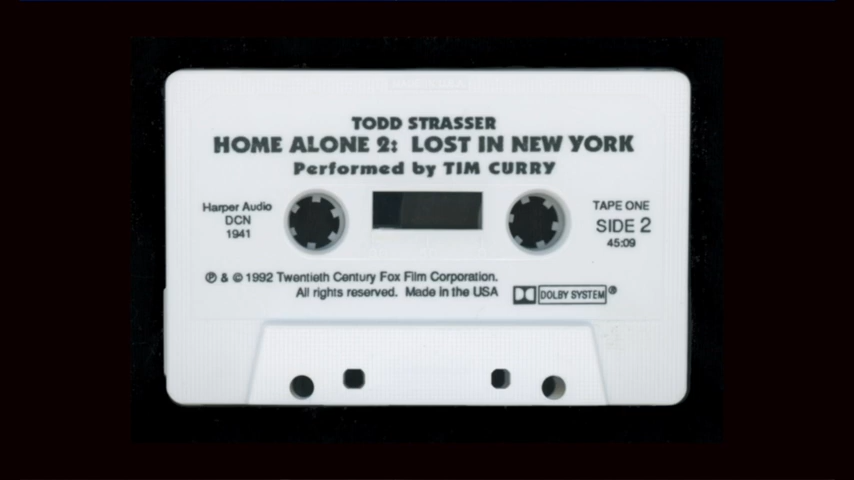 TODD STRASSER
HOME ALONE 2: LOST IN NEW YORK
Performed by TIM CURRY
Harper Audio
DCN
1941
TAPE ONE
SIDE 2
45:09
℗ & © 1992 Twentieth Century Fox Film Corporation.
All rights reserved. Made in the USA
DOLBY SYSTEM®